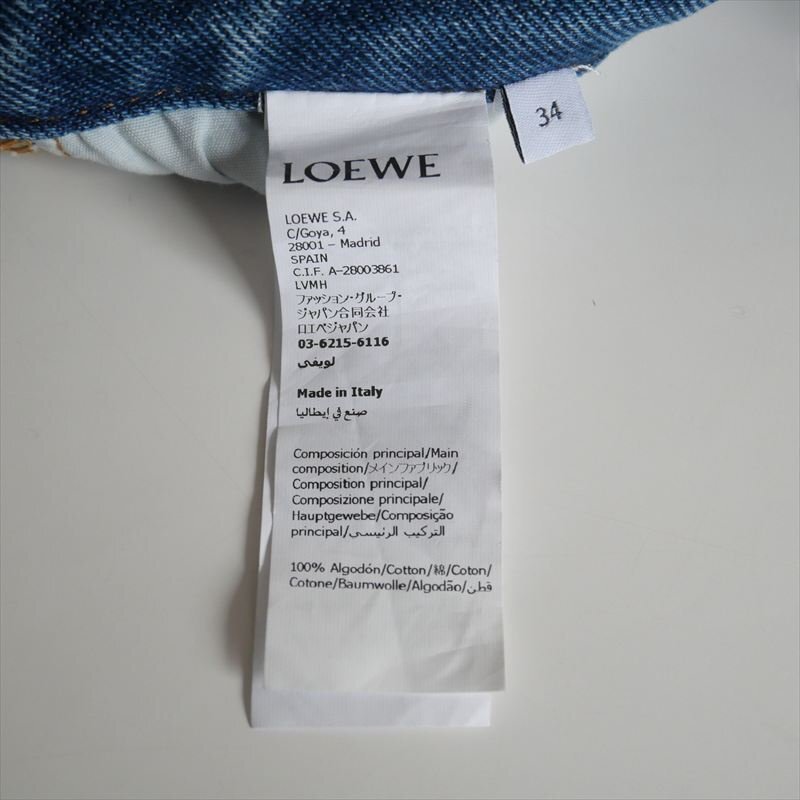 34
LOEWE
LOEWE S.A.
C/Goya, 4
28001 - Madrid
SPAIN
C.I.F. A-28003861
LVMH
ファッション・グループ・
ジャパン合同会社
ロエベジャパン
03-6215-6116
لويفي
Made in Italy
صنع في إيطاليا
Composición principal/Main
composition/メインファブリック/
Composition principal/
Composizione principale/
Hauptgewebe/Composição
principal/التركيب الرئيسي
100% Algodón/Cotton/綿/Coton/
Cotone/Baumwolle/Algodão/قطن